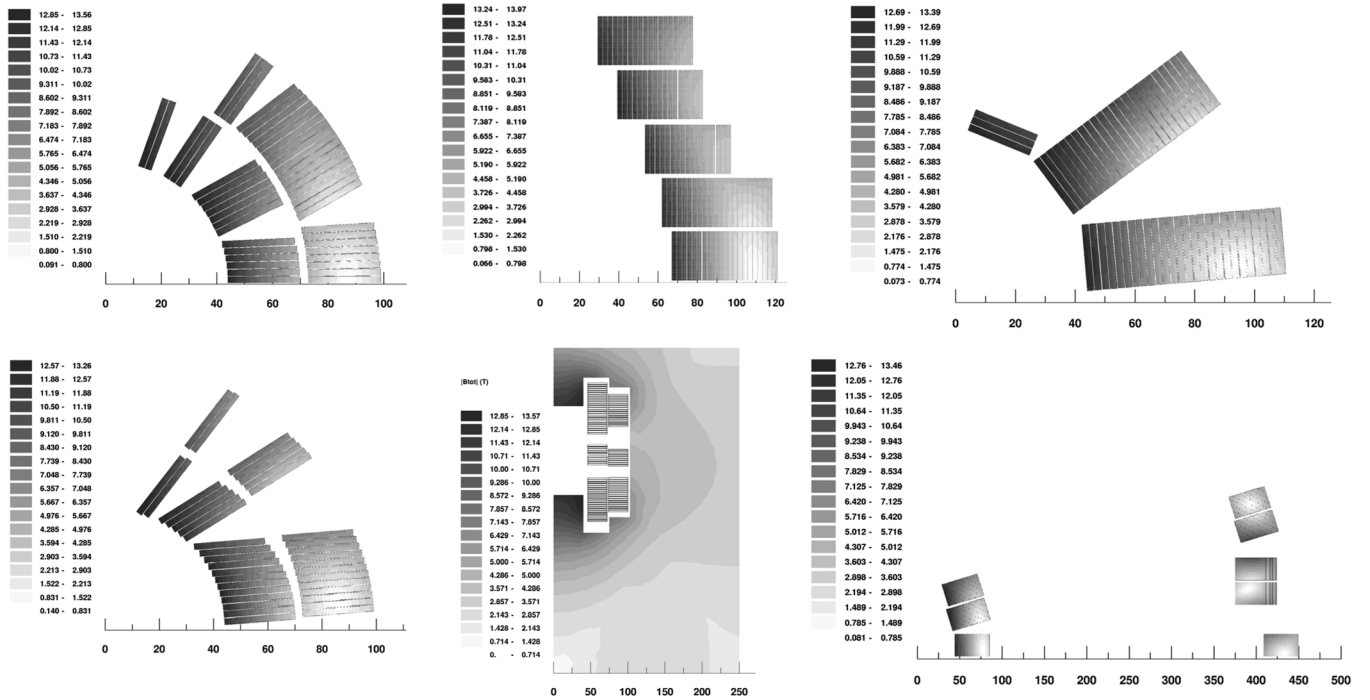 12.85 - 13.56
12.14 - 12.85
11.43 - 12.14
10.73 - 11.43
10.02 - 10.73
9.311 - 10.02
8.602 - 9.311
7.892 - 8.602
7.183 - 7.892
6.474 - 7.183
5.765 - 6.474
5.056 - 5.765
4.346 - 5.056
3.637 - 4.346
2.928 - 3.637
2.219 - 2.928
1.510 - 2.219
0.800 - 1.510
0.091 - 0.800
0 20 40 60 80 100
13.24 - 13.97
12.51 - 13.24
11.78 - 12.51
11.04 - 11.78
10.31 - 11.04
9.583 - 10.31
8.851 - 9.583
8.119 - 8.851
7.387 - 8.119
6.655 - 7.387
5.922 - 6.655
5.190 - 5.922
4.458 - 5.190
3.726 - 4.458
2.994 - 3.726
2.262 - 2.994
1.530 - 2.262
0.798 - 1.530
0.066 - 0.798
0 20 40 60 80 100 120
12.69 - 13.39
11.99 - 12.69
11.29 - 11.99
10.59 - 11.29
9.888 - 10.59
9.187 - 9.888
8.486 - 9.187
7.785 - 8.486
7.084 - 7.785
6.383 - 7.084
5.682 - 6.383
4.981 - 5.682
4.280 - 4.981
3.579 - 4.280
2.878 - 3.579
2.176 - 2.878
1.475 - 2.176
0.774 - 1.475
0.073 - 0.774
0 20 40 60 80 100 120
12.57 - 13.26
11.88 - 12.57
11.19 - 11.88
10.50 - 11.19
9.811 - 10.50
9.120 - 9.811
8.430 - 9.120
7.739 - 8.430
7.048 - 7.739
6.357 - 7.048
5.667 - 6.357
4.976 - 5.667
4.285 - 4.976
3.594 - 4.285
2.903 - 3.594
2.213 - 2.903
1.522 - 2.213
0.831 - 1.522
0.140 - 0.831
0 20 40 60 80 100
|Btot| (T)
12.85 - 13.57
12.14 - 12.85
11.43 - 12.14
10.71 - 11.43
10.00 - 10.71
9.286 - 10.00
8.572 - 9.286
7.857 - 8.572
7.143 - 7.857
6.429 - 7.143
5.714 - 6.429
5.000 - 5.714
4.286 - 5.000
3.571 - 4.286
2.857 - 3.571
2.143 - 2.857
1.428 - 2.143
0.714 - 1.428
0. - 0.714
0 50 100 150 200 250
12.76 - 13.46
12.05 - 12.76
11.35 - 12.05
10.64 - 11.35
9.943 - 10.64
9.238 - 9.943
8.534 - 9.238
7.829 - 8.534
7.125 - 7.829
6.420 - 7.125
5.716 - 6.420
5.012 - 5.716
4.307 - 5.012
3.603 - 4.307
2.898 - 3.603
2.194 - 2.898
1.489 - 2.194
0.785 - 1.489
0.081 - 0.785
0 50 100 150 200 250 300 350 400 450 500